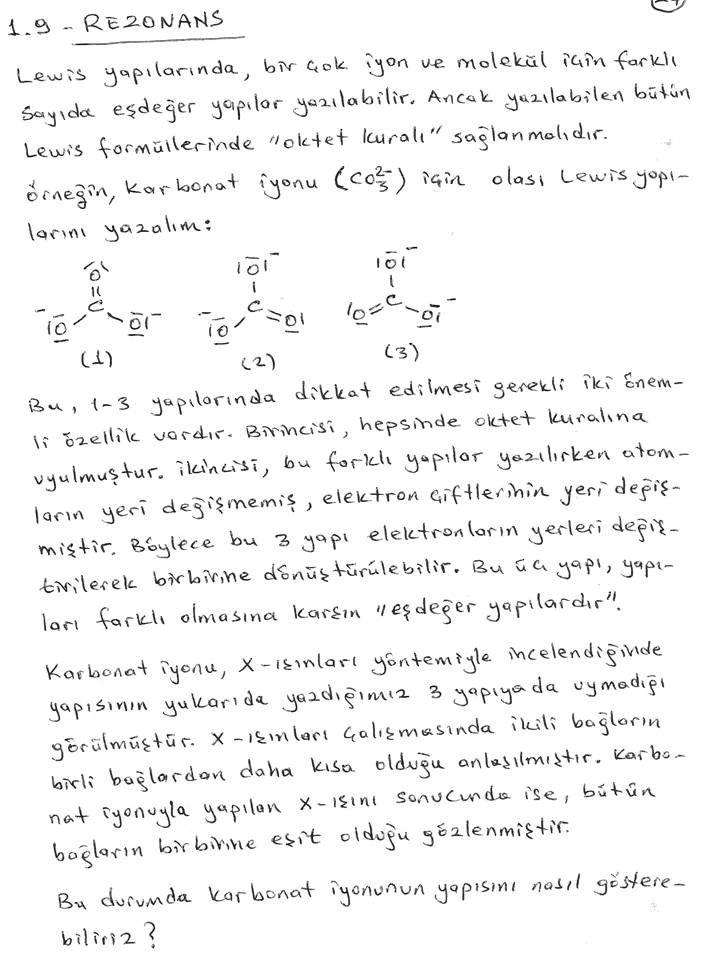 1.9 - REZONANS
Lewis yapılarında, bir çok iyon ve molekül için farklı
sayıda eşdeğer yapılar yazılabilir. Ancak yazılabilen bütün
Lewis formüllerinde "oktet kuralı" sağlanmalıdır.
örneğin, karbonat iyonu (CO₃²⁻) için olası Lewis yapı-
larını yazalım:
(1) (2) (3)
Bu, 1-3 yapılarında dikkat edilmesi gerekli iki önem-
li özellik vardır. Birincisi, hepsinde oktet kuralına
uyulmuştur. ikincisi, bu farklı yapılar yazılırken atom-
ların yeri değişmemiş, elektron çiftlerinin yeri değiş-
miştir. Böylece bu 3 yapı elektronların yerleri değiş-
tirilerek birbirine dönüştürülebilir. Bu üç yapı, yapı-
ları farklı olmasına karşın "eşdeğer yapılardır".
Karbonat iyonu, X-ışınları yöntemiyle incelendiğinde
yapısının yukarıda yazdığımız 3 yapıya da uymadığı
görülmüştür. X-ışınları çalışmasında ikili bağların
birli bağlardan daha kısa olduğu anlaşılmıştır. Karbo-
nat iyonuyla yapılan X-ışını sonucunda ise, bütün
bağların birbirine eşit olduğu gözlenmiştir.
Bu durumda karbonat iyonunun yapısını nasıl göstere-
biliriz?